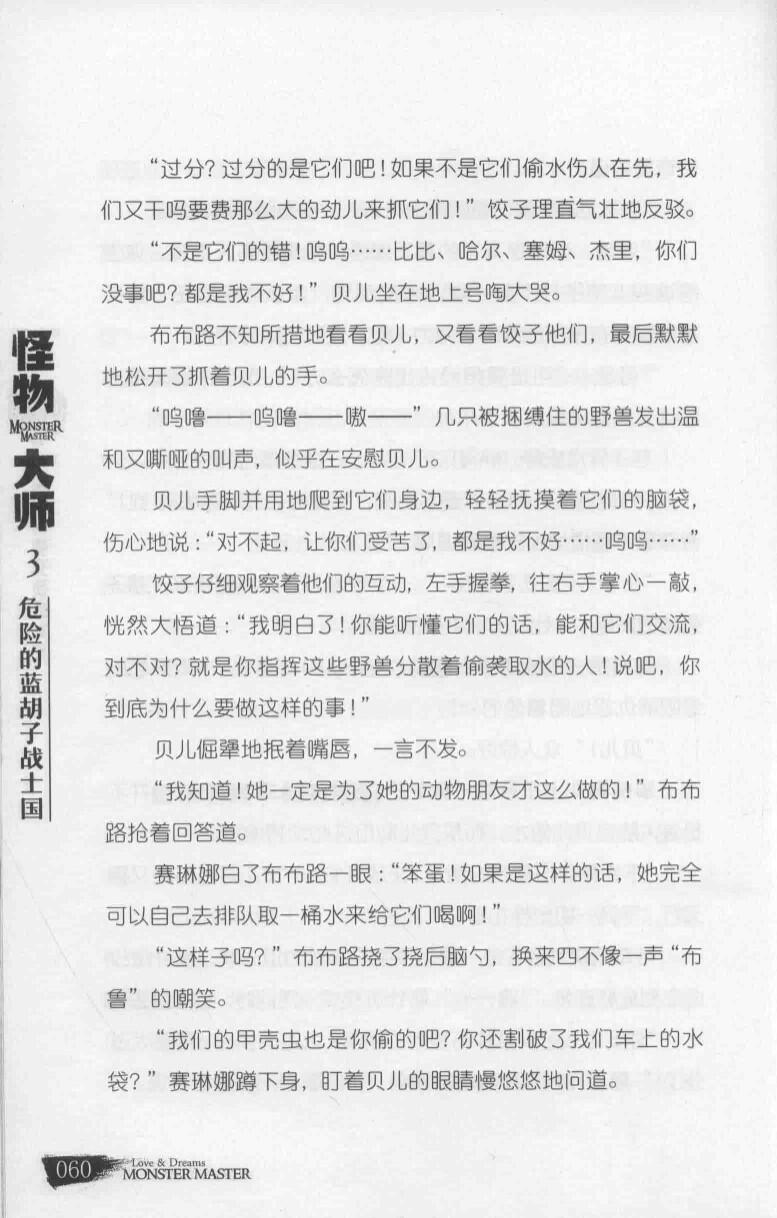 “过分?过分的是它们吧!如果不是它们偷水伤人在先,我
们又干吗要费那么大的劲儿来抓它们!”饺子理直气壮地反驳。
“不是它们的错!呜呜……比比、哈尔、塞姆、杰里,你们
没事吧?都是我不好!”贝儿坐在地上号啕大哭。
布布路不知所措地看看贝儿,又看看饺子他们,最后默默
地松开了抓着贝儿的手。
“呜噜——呜噜——嗷——”几只被捆缚住的野兽发出温
和又嘶哑的叫声,似乎在安慰贝儿。
贝儿手脚并用地爬到它们身边,轻轻抚摸着它们的脑袋,
伤心地说:“对不起,让你们受苦了,都是我不好……呜呜……”
饺子仔细观察着他们的互动,左手握拳,往右手掌心一敲,
恍然大悟道:“我明白了!你能听懂它们的话,能和它们交流,
对不对?就是你指挥这些野兽分散着偷袭取水的人!说吧,你
到底为什么要做这样的事!”
贝儿倔犟地抿着嘴唇,一言不发。
“我知道!她一定是为了她的动物朋友才这么做的!”布布
路抢着回答道。
赛琳娜白了布布路一眼:“笨蛋!如果是这样的话,她完全
可以自己去排队取一桶水来给它们喝啊!”
“这样子吗?”布布路挠了挠后脑勺,换来四不像一声“布
鲁”的嘲笑。
“我们的甲壳虫也是你偷的吧?你还割破了我们车上的水
袋?”赛琳娜蹲下身,盯着贝儿的眼睛慢悠悠地问道。
怪物
MONSTER
MASTER
大师
3
危险的蓝胡子战士国
060
Love & Dreams
MONSTER MASTER